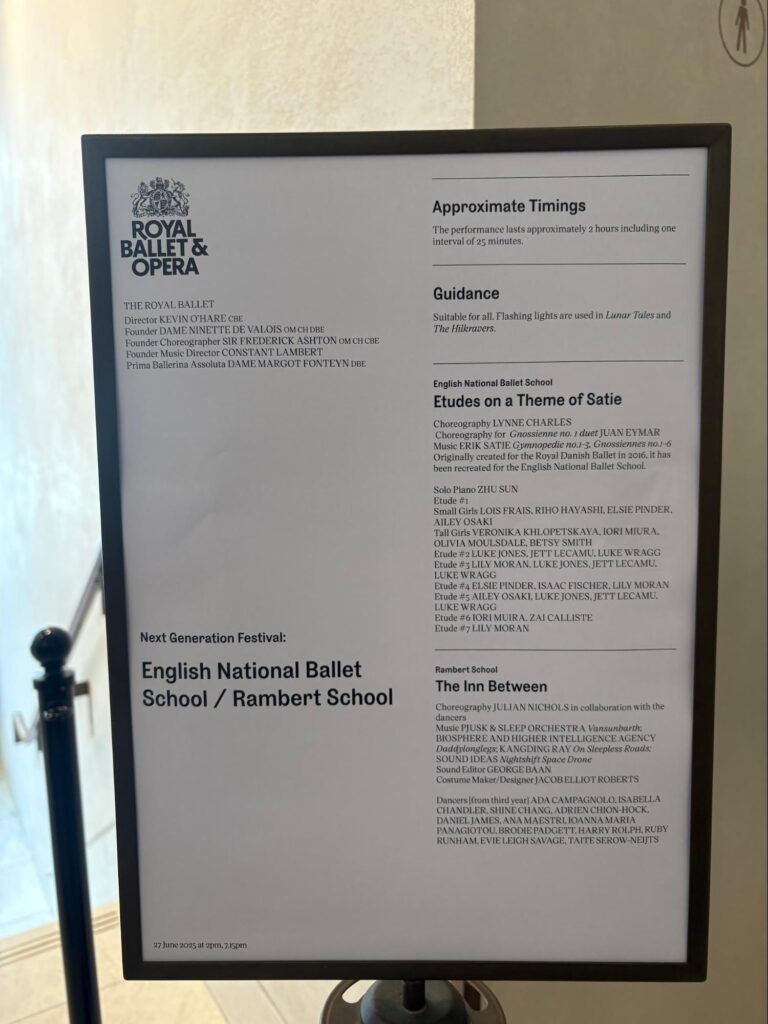 ROYAL
BALLET &
OPERA
THE ROYAL BALLET
Director KEVIN O'HARE CBE
Founder DAME NINETTE DE VALOIS OM CH DBE
Founder Choreographer SIR FREDERICK ASHTON OM CH CBE
Founder Music Director CONSTANT LAMBERT
Prima Ballerina Assoluta DAME MARGOT FONTEYN DBE
Next Generation Festival:
English National Ballet
School / Rambert School
27 June 2025 at 2pm, 7.15pm
Approximate Timings
The performance lasts approximately 2 hours including one
interval of 25 minutes.
Guidance
Suitable for all. Flashing lights are used in Lunar Tales and
The Hilkravers.
English National Ballet School
Etudes on a Theme of Satie
Choreography LYNNE CHARLES
Choreography for Gnossienne no. 1 duet JUAN EYMAR
Music ERIK SATIE Gymnopedie no.1-3, Gnossiennes no.1-6
Originally created for the Royal Danish Ballet in 2016, it has
been recreated for the English National Ballet School.
Solo Piano ZHU SUN
Etude #1
Small Girls LOIS FRAIS, RIHO HAYASHI, ELSIE PINDER,
AILEY OSAKI
Tall Girls VERONIKA KHLOPETSKAYA, IORI MIURA,
OLIVIA MOULSDALE, BETSY SMITH
Etude #2 LUKE JONES, JETT LECAMU, LUKE WRAGG
Etude #3 LILY MORAN, LUKE JONES, JETT LECAMU,
LUKE WRAGG
Etude #4 ELSIE PINDER, ISAAC FISCHER, LILY MORAN
Etude #5 AILEY OSAKI, LUKE JONES, JETT LECAMU,
LUKE WRAGG
Etude #6 IORI MUIRA, ZAI CALLISTE
Etude #7 LILY MORAN
Rambert School
The Inn Between
Choreography JULIAN NICHOLS in collaboration with the
dancers
Music PJUSK & SLEEP ORCHESTRA Vansunbarth;
BIOSPHERE AND HIGHER INTELLIGENCE AGENCY
Daddylonglegs; KANGDING RAY On Sleepless Roads;
SOUND IDEAS Nightshift Space Drone
Sound Editor GEORGE BAAN
Costume Maker/Designer JACOB ELLIOT ROBERTS
Dancers [from third year] ADA CAMPAGNOLO, ISABELLA
CHANDLER, SHINE CHANG, ADRIEN CHION-HOCK,
DANIEL JAMES, ANA MAESTRI, IOANNA MARIA
PANAGIOTOU, BRODIE PADGETT, HARRY ROLPH, RUBY
RUNHAM, EVIE LEIGH SAVAGE, TAITE SEROW-NEIJTS